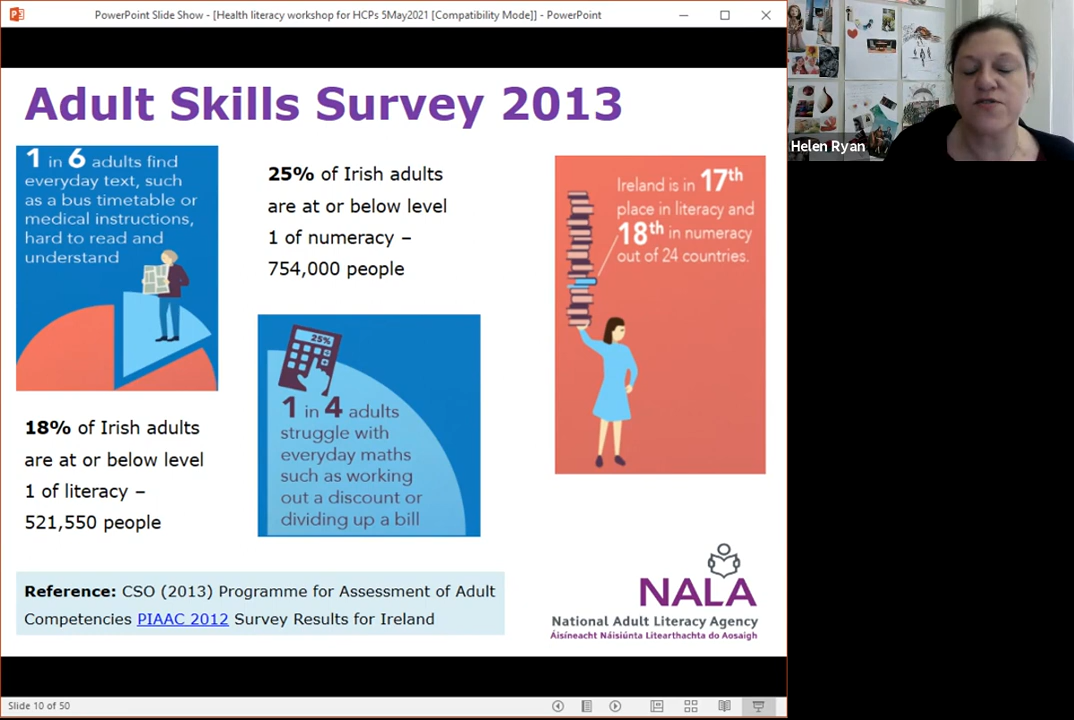 PowerPoint Slide Show - [Health literacy workshop for HCPs 5May2021 [Compatibility Mode]] - PowerPoint
Helen Ryan
Adult Skills Survey 2013
1 in 6 adults find
everyday text, such
as a bus timetable or
medical instructions,
hard to read and
understand
25% of Irish adults
are at or below level
1 of numeracy –
754,000 people
Ireland is in 17th
place in literacy and
18th in numeracy
out of 24 countries.
18% of Irish adults
are at or below level
1 of literacy –
521,550 people
25%
1 in 4 adults
struggle with
everyday maths
such as working
out a discount or
dividing up a bill
Reference: CSO (2013) Programme for Assessment of Adult
Competencies PIAAC 2012 Survey Results for Ireland
NALA
National Adult Literacy Agency
Áisíneacht Náisiúnta Litearthachta do Aosaigh
Slide 10 of 50